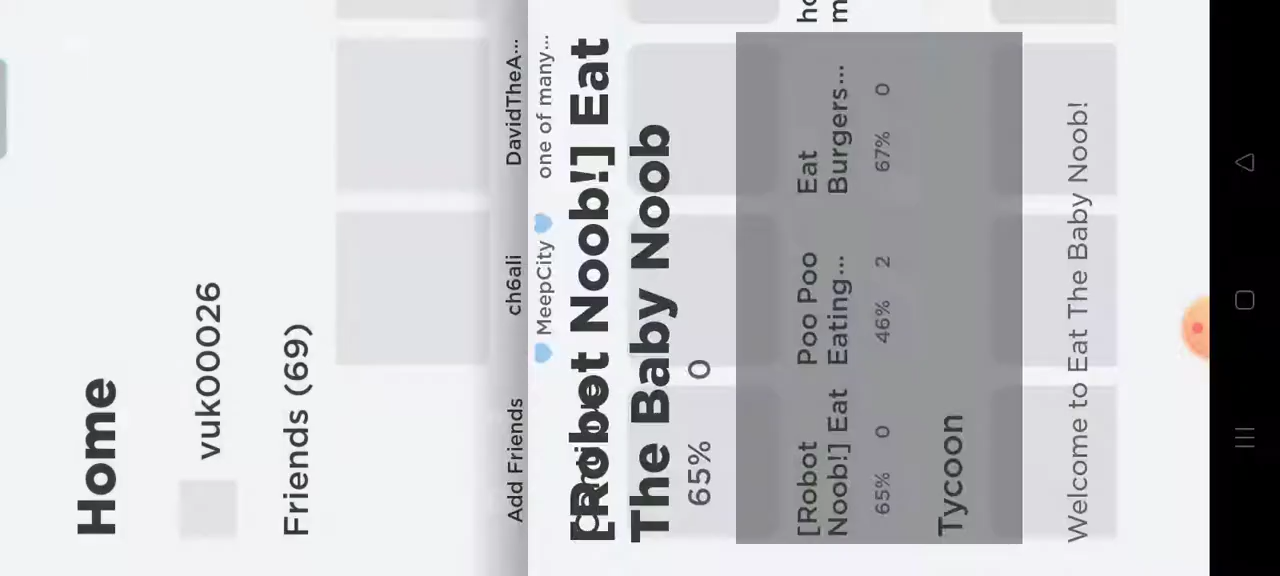 Home
vuk00026
Friends (69)
Add Friends
ch6ali
DavidTheA...
💙 MeepCity 💙
one of many...
[Robot Noob!] Eat
The Baby Noob
65% 0
[Robot
Noob!] Eat
65% 0
Poo Poo
Eating...
46% 2
Eat
Burgers...
67% 0
Tycoon
Welcome to Eat The Baby Noob!